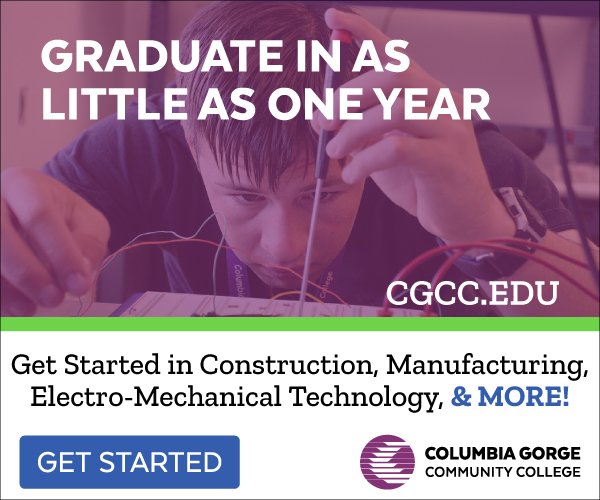 GRADUATE IN AS
LITTLE AS ONE YEAR
CGCC.EDU
Get Started in Construction, Manufacturing,
Electro-Mechanical Technology, & MORE!
GET STARTED
COLUMBIA GORGE
COMMUNITY COLLEGE